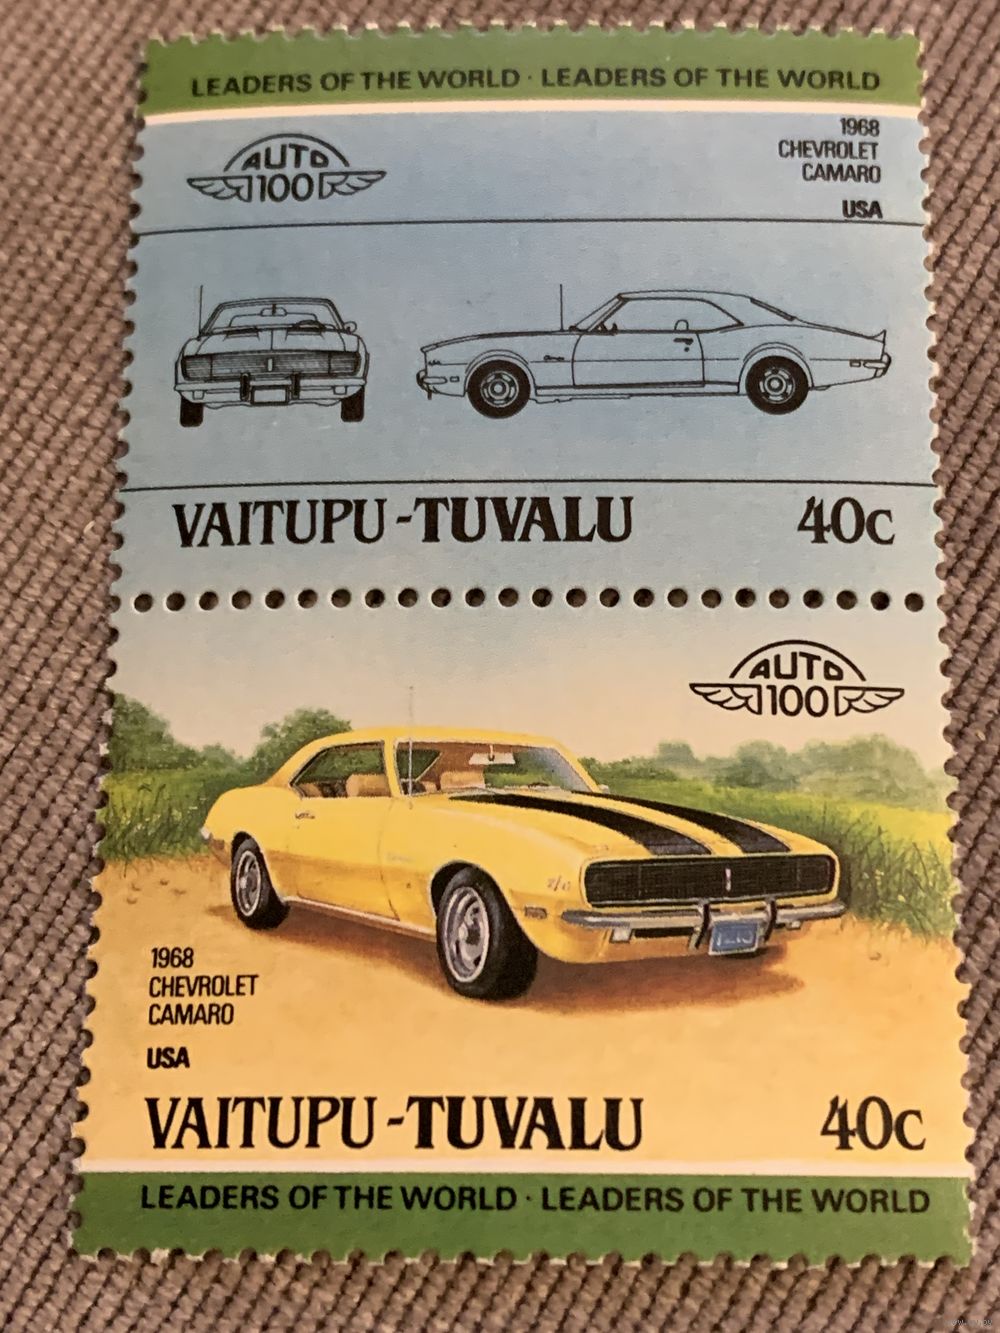 LEADERS OF THE WORLD · LEADERS OF THE WORLD
AUTO
100
1968
CHEVROLET
CAMARO
USA
VAITUPU-TUVALU 40c
AUTO
100
Z/28
1968
CHEVROLET
CAMARO
USA
VAITUPU-TUVALU 40c
LEADERS OF THE WORLD · LEADERS OF THE WORLD